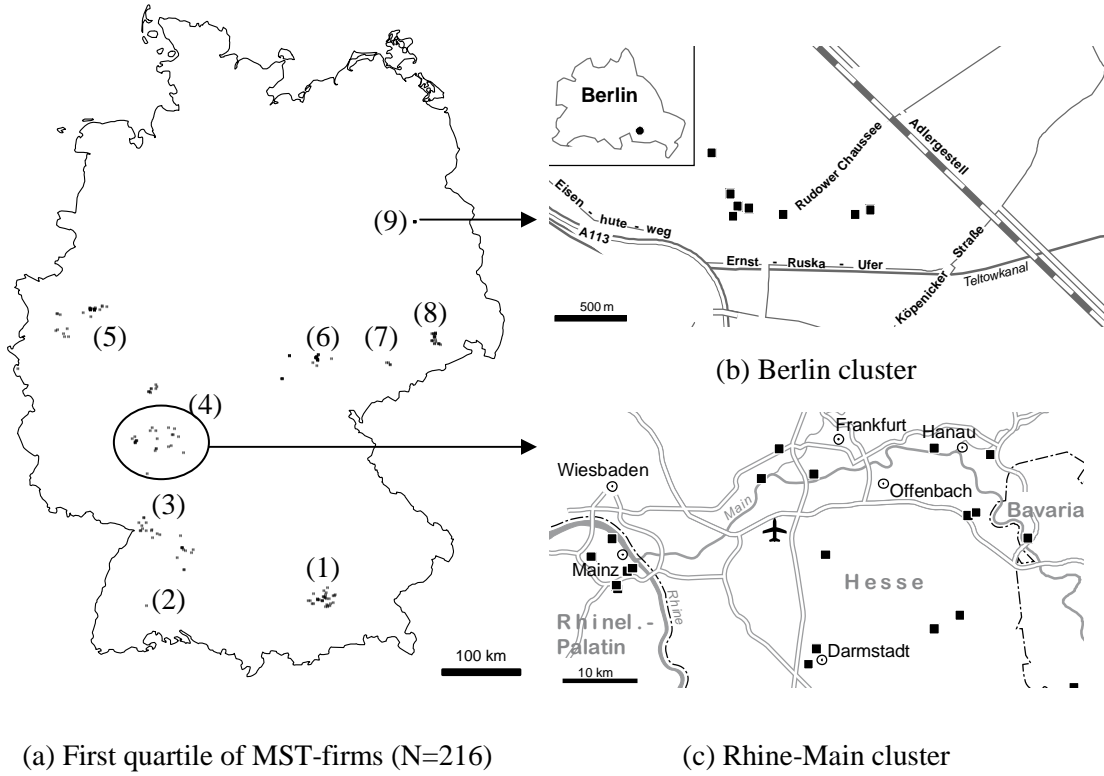 (9)
(8)
(7)
(6)
(5)
(4)
(3)
(2)
(1)
100 km
(a) First quartile of MST-firms (N=216)
Berlin
Eisen - hute - weg
A113
Rudower Chaussee
Adlergestell
Ernst - Ruska - Ufer
Köpenicker Straße
Teltowkanal
500 m
(b) Berlin cluster
Frankfurt
Hanau
Wiesbaden
Offenbach
Main
Bavaria
Mainz
Hesse
Rhine
Rhinel.-
Palatin
Darmstadt
10 km
(c) Rhine-Main cluster